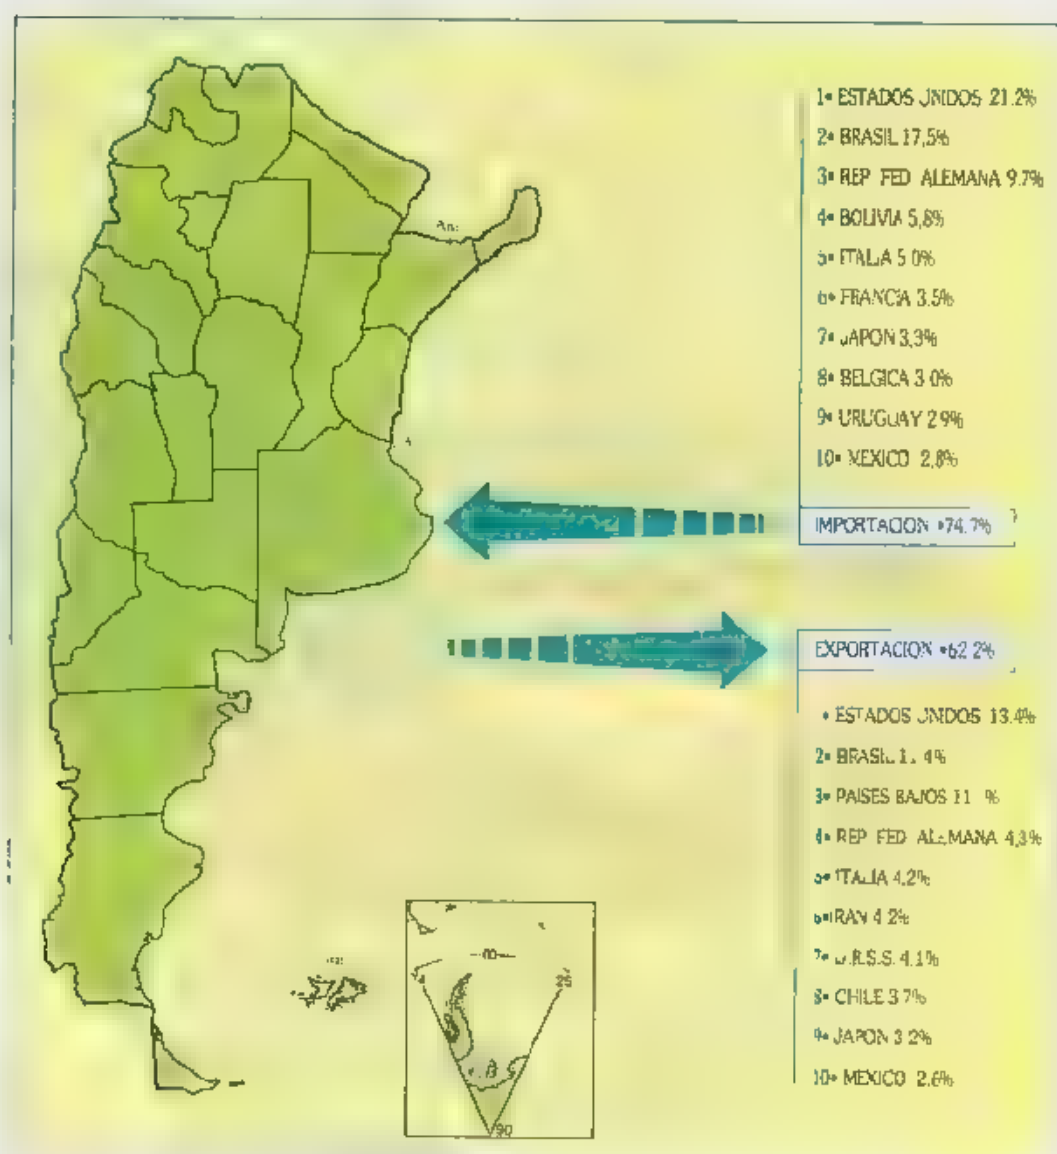 1• ESTADOS UNIDOS 21.2%
2• BRASIL 17,5%
3• REP FED ALEMANA 9.7%
4• BOLIVIA 5,8%
5• ITALIA 5.0%
6• FRANCIA 3.5%
7• JAPON 3,3%
8• BELGICA 3.0%
9• URUGUAY 2.9%
10• MEXICO 2,8%
IMPORTACION •74.7%
EXPORTACION •62.2%
• ESTADOS UNIDOS 13.4%
2• BRASIL 11.4%
3• PAISES BAJOS 11 %
4• REP FED ALEMANA 4,3%
5• ITALIA 4.2%
6• IRAN 4.2%
7• U.R.S.S. 4.1%
8• CHILE 3.7%
9• JAPON 3.2%
10• MEXICO 2.6%
90